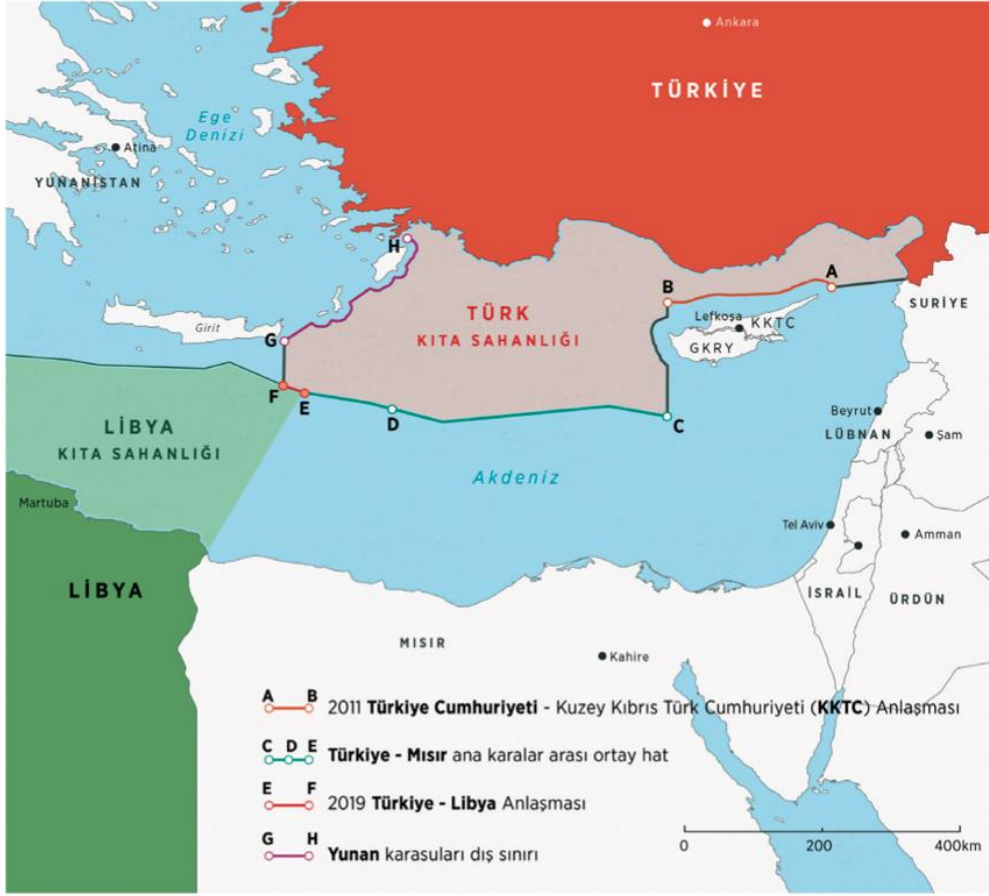 Ankara
TÜRKİYE
Ege
Denizi
Atina
YUNANİSTAN
H
B
A
TÜRK
KITA SAHANLIĞI
Lefkoşa
KKTC
GKRY
SURİYE
Girit
G
F
E
D
C
LİBYA
KITA SAHANLIĞI
Beyrut
LÜBNAN
Şam
Akdeniz
Martuba
Tel Aviv
Amman
LİBYA
İSRAİL
ÜRDÜN
MISIR
Kahire
A B
2011 Türkiye Cumhuriyeti - Kuzey Kıbrıs Türk Cumhuriyeti (KKTC) Anlaşması
C D E
Türkiye - Mısır ana karalar arası ortay hat
E F
2019 Türkiye - Libya Anlaşması
G H
Yunan karasuları dış sınırı
0 200 400km